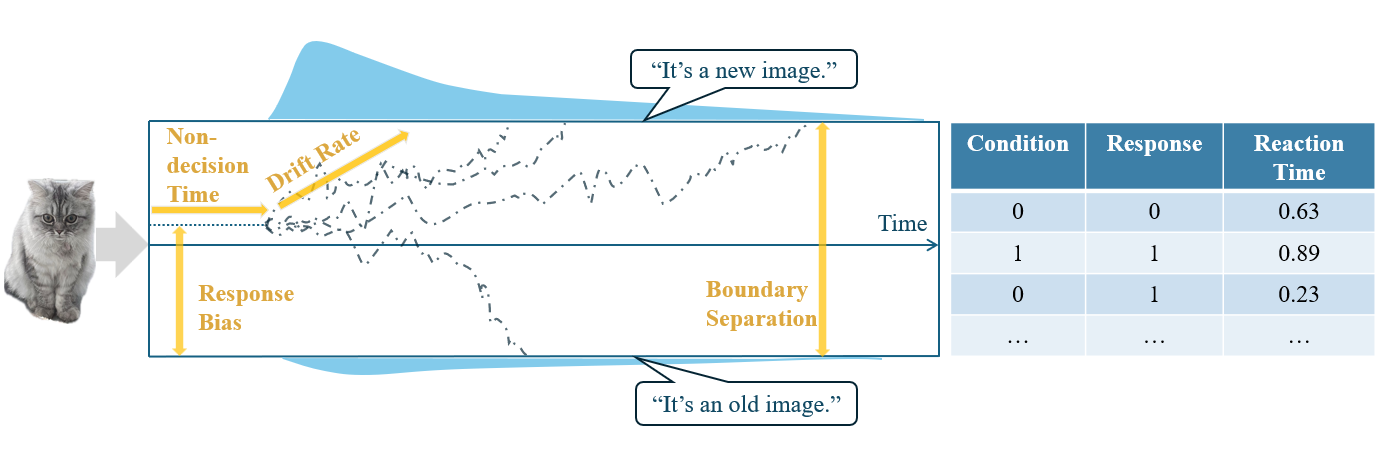 “It’s a new image.”
Non-
decision
Time
Drift Rate
Time
Response
Bias
Boundary
Separation
“It’s an old image.”
Condition Response Reaction
Time
0 0 0.63
1 1 0.89
0 1 0.23
… … …